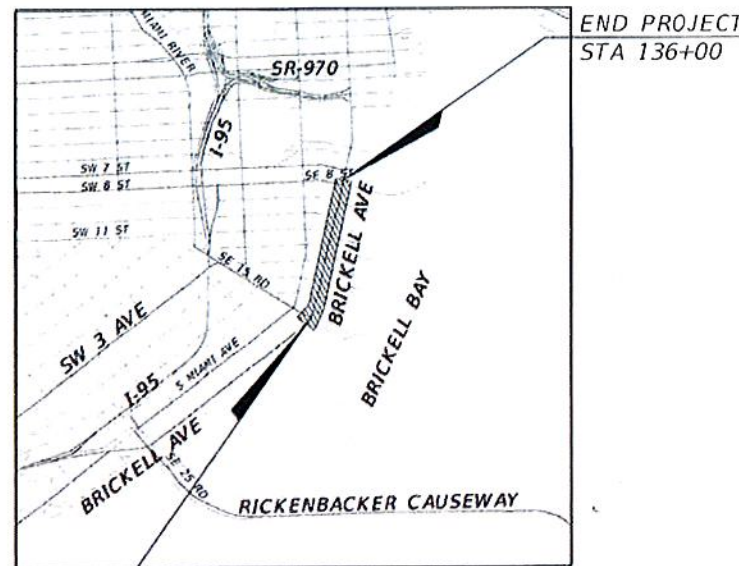 END PROJECT
STA 136+00
MIAMI RIVER
SR-970
I-95
SW 7 ST
SW 8 ST
SE 8 ST
SW 11 ST
BRICKELL AVE
SE 15 RD
BRICKELL BAY
SW 3 AVE
S MIAMI AVE
I-95
BRICKELL AVE
SE 25 RD
RICKENBACKER CAUSEWAY